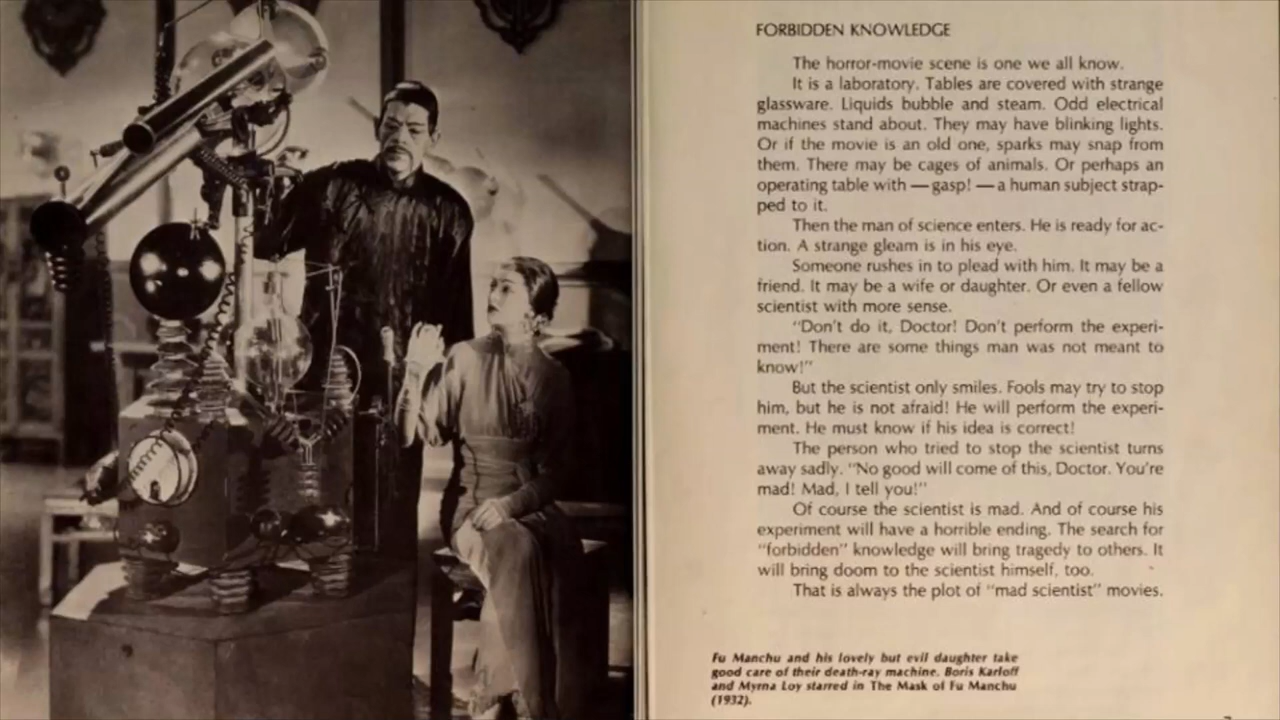 FORBIDDEN KNOWLEDGE
The horror-movie scene is one we all know.
It is a laboratory. Tables are covered with strange
glassware. Liquids bubble and steam. Odd electrical
machines stand about. They may have blinking lights.
Or if the movie is an old one, sparks may snap from
them. There may be cages of animals. Or perhaps an
operating table with — gasp! — a human subject strap-
ped to it.
Then the man of science enters. He is ready for ac-
tion. A strange gleam is in his eye.
Someone rushes in to plead with him. It may be a
friend. It may be a wife or daughter. Or even a fellow
scientist with more sense.
"Don't do it, Doctor! Don't perform the experi-
ment! There are some things man was not meant to
know!"
But the scientist only smiles. Fools may try to stop
him, but he is not afraid! He will perform the experi-
ment. He must know if his idea is correct!
The person who tried to stop the scientist turns
away sadly. "No good will come of this, Doctor. You're
mad! Mad, I tell you!"
Of course the scientist is mad. And of course his
experiment will have a horrible ending. The search for
"forbidden" knowledge will bring tragedy to others. It
will bring doom to the scientist himself, too.
That is always the plot of "mad scientist" movies.
Fu Manchu and his lovely but evil daughter take
good care of their death-ray machine. Boris Karloff
and Myrna Loy starred in The Mask of Fu Manchu
(1932).